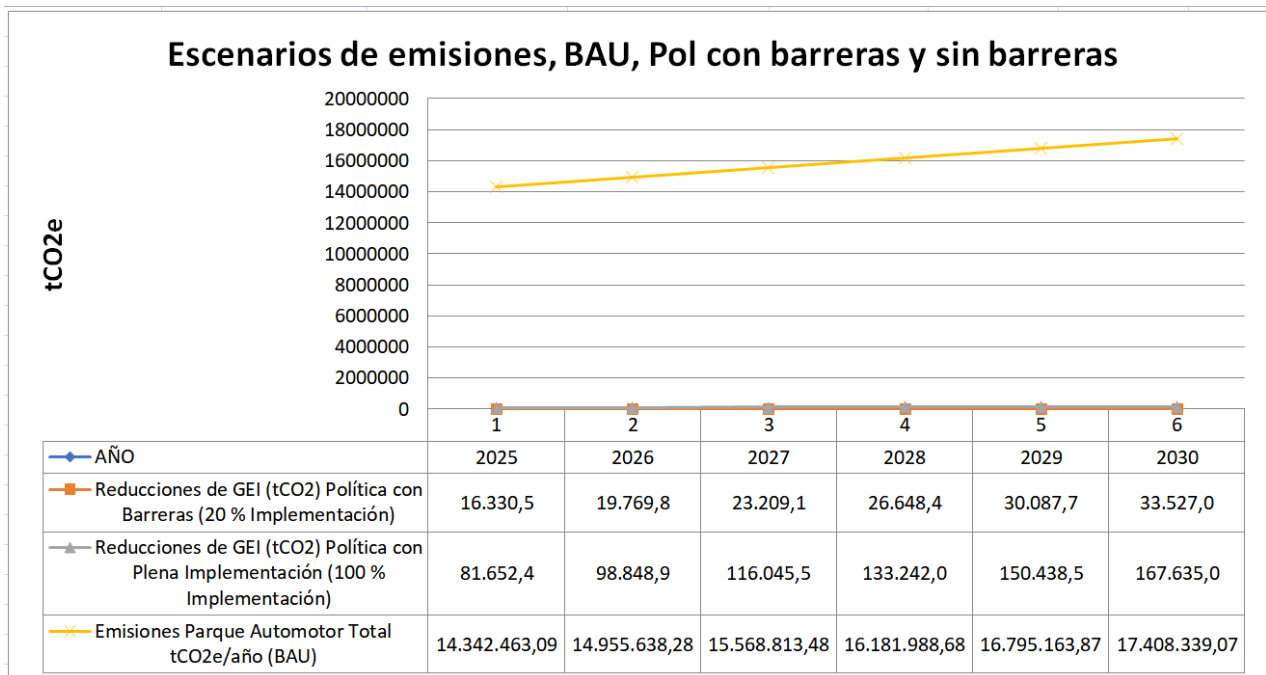 Escenarios de emisiones, BAU, Pol con barreras y sin barreras
tCO2e
20000000
18000000
16000000
14000000
12000000
10000000
8000000
6000000
4000000
2000000
0
1 2 3 4 5 6
AÑO 2025 2026 2027 2028 2029 2030
Reducciones de GEI (tCO2) Política con
Barreras (20 % Implementación)
16.330,5 19.769,8 23.209,1 26.648,4 30.087,7 33.527,0
Reducciones de GEI (tCO2) Política con
Plena Implementación (100 %
Implementación)
81.652,4 98.848,9 116.045,5 133.242,0 150.438,5 167.635,0
Emisiones Parque Automotor Total
tCO2e/año (BAU)
14.342.463,09 14.955.638,28 15.568.813,48 16.181.988,68 16.795.163,87 17.408.339,07